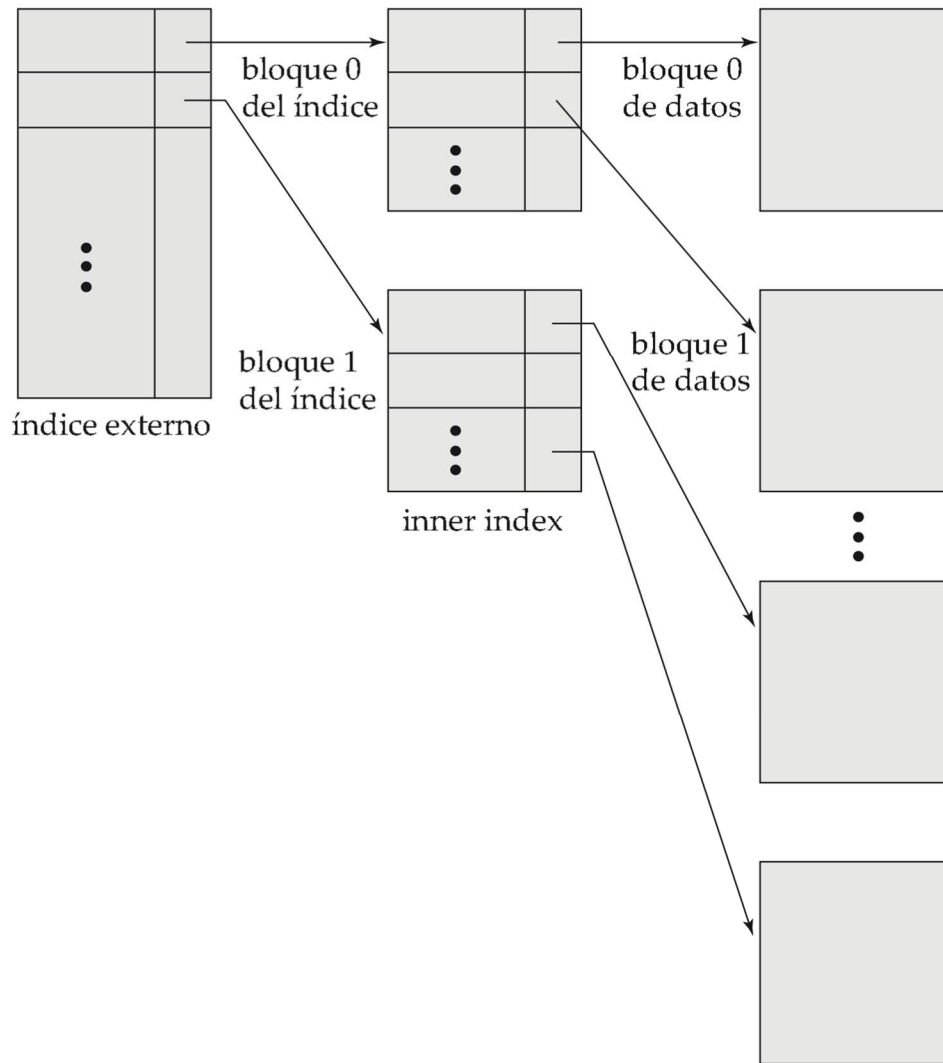 bloque 0
del índice
bloque 0
de datos
índice externo
bloque 1
del índice
bloque 1
de datos
inner index